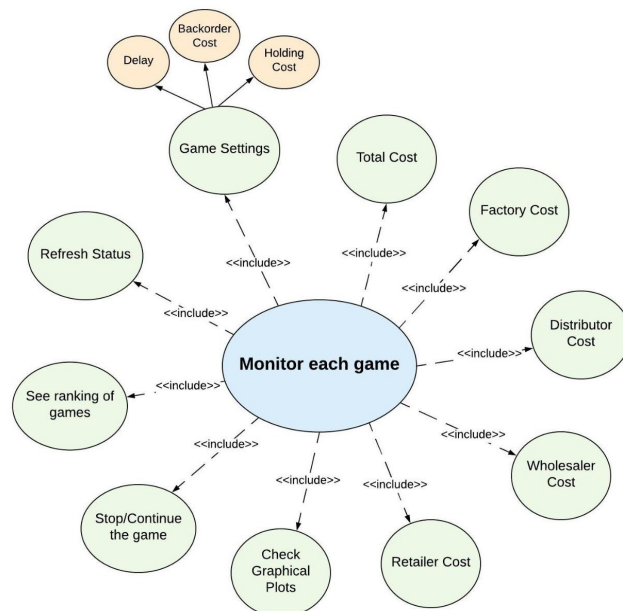 Backorder
Cost
Delay
Holding
Cost
Game Settings
Total Cost
Factory Cost
Refresh Status
<<include>>
<<include>>
<<include>>
<<include>>
Distributor
Cost
Monitor each game
<<include>>
See ranking of
games
<<include>>
<<include>>
<<include>>
Wholesaler
Cost
<<include>>
<<include>>
Stop/Continue
the game
Check
Graphical
Plots
Retailer Cost